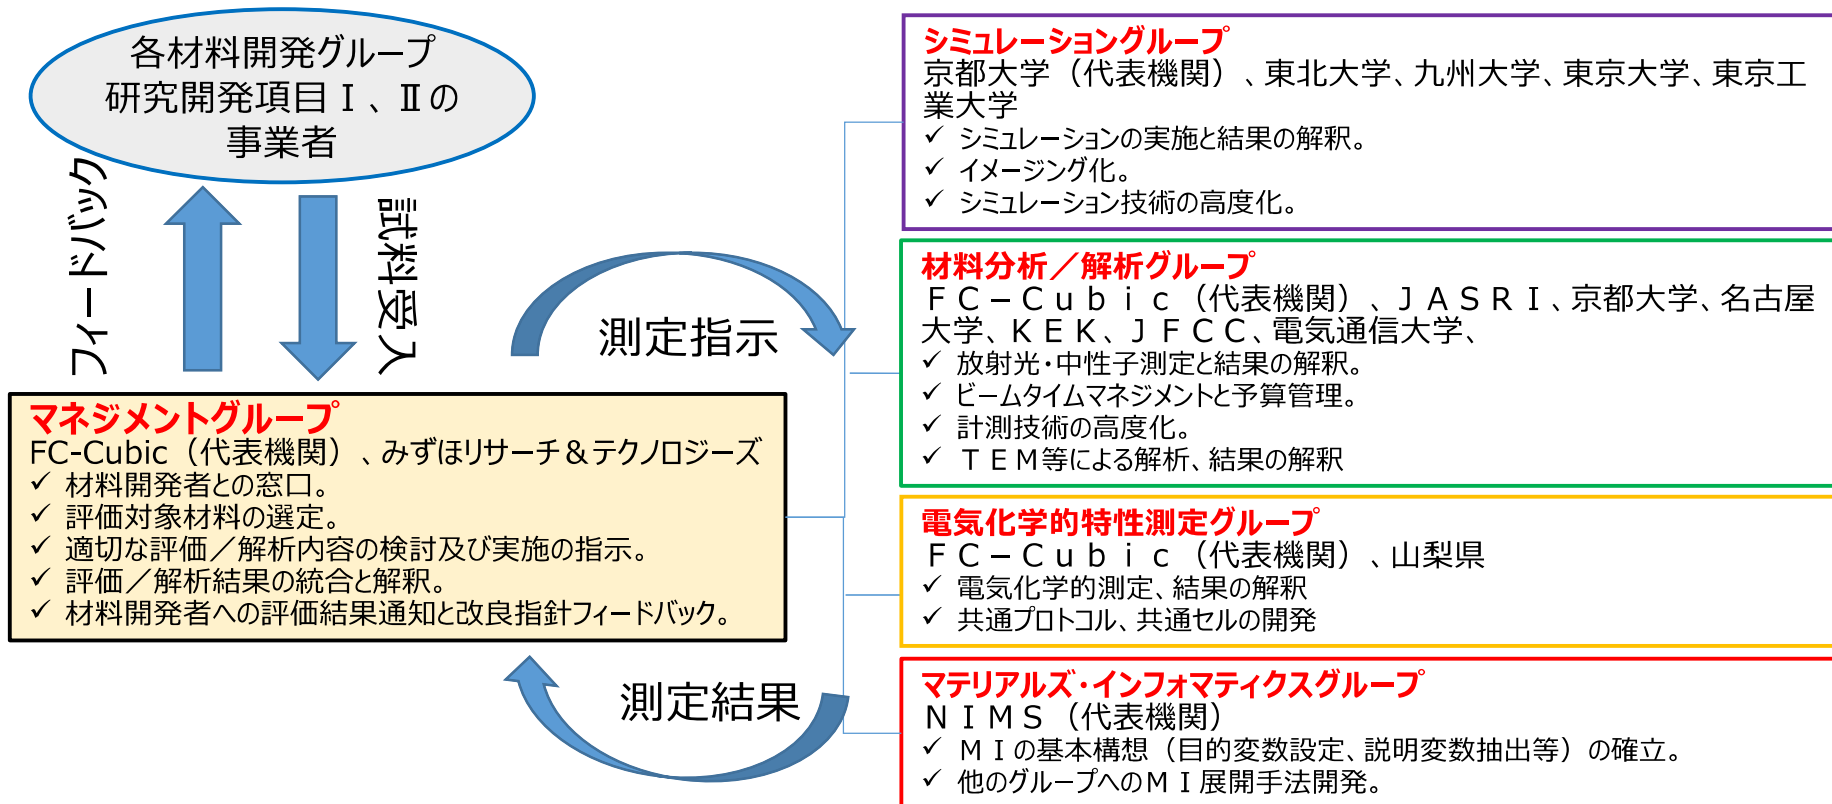 各材料開発グループ
研究開発項目Ⅰ、Ⅱの
事業者
フィードバック
試料受入
マネジメントグループ
FC-Cubic（代表機関）、みずほリサーチ＆テクノロジーズ
✓ 材料開発者との窓口。
✓ 評価対象材料の選定。
✓ 適切な評価／解析内容の検討及び実施の指示。
✓ 評価／解析結果の統合と解釈。
✓ 材料開発者への評価結果通知と改良指針フィードバック。
測定指示
測定結果
シミュレーショングループ
京都大学（代表機関）、東北大学、九州大学、東京大学、東京工
業大学
✓ シミュレーションの実施と結果の解釈。
✓ イメージング化。
✓ シミュレーション技術の高度化。
材料分析／解析グループ
ＦＣ－Ｃｕｂｉｃ（代表機関）、ＪＡＳＲＩ、京都大学、名古屋
大学、ＫＥＫ、ＪＦＣＣ、電気通信大学、
✓ 放射光・中性子測定と結果の解釈。
✓ ビームタイムマネジメントと予算管理。
✓ 計測技術の高度化。
✓ ＴＥＭ等による解析、結果の解釈
電気化学的特性測定グループ
ＦＣ－Ｃｕｂｉｃ（代表機関）、山梨県
✓ 電気化学的測定、結果の解釈
✓ 共通プロトコル、共通セルの開発
マテリアルズ・インフォマティクスグループ
ＮＩＭＳ（代表機関）
✓ ＭＩの基本構想（目的変数設定、説明変数抽出等）の確立。
✓ 他のグループへのＭＩ展開手法開発。